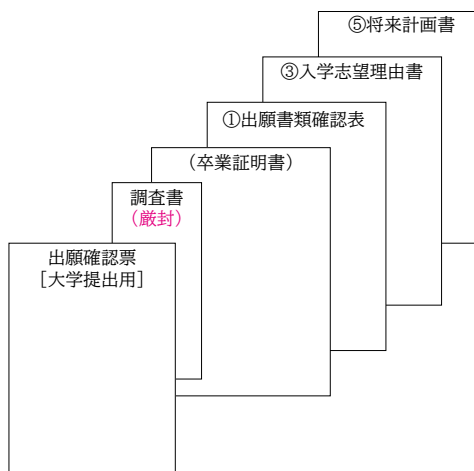 ⑤将来計画書
③入学志望理由書
①出願書類確認表
（卒業証明書）
調査書
（厳封）
出願確認票
［大学提出用］